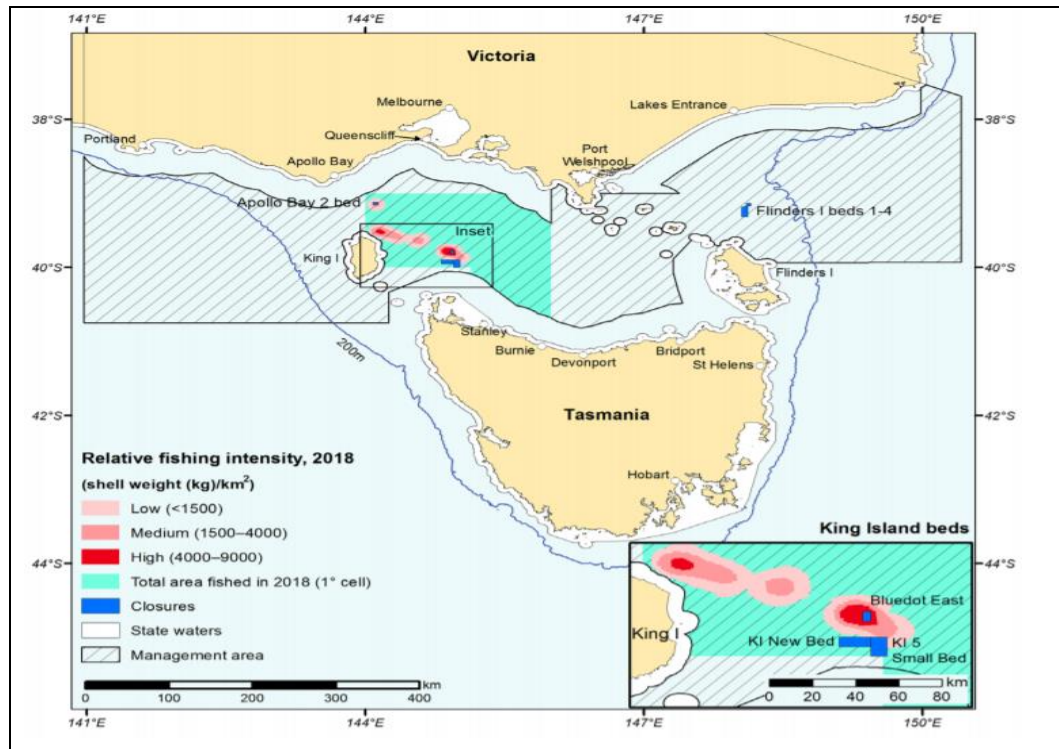 141°E
144°E
147°E
150°E
Victoria
Melbourne
Lakes Entrance
38°S
38°S
Queenscliff
Portland
Port
Welshpool
Apollo Bay
Apollo Bay 2 bed
Flinders I beds 1-4
Inset
King I
40°S
40°S
Flinders I
200m
Stanley
Burnie
Devonport
Bridport
St Helens
42°S
42°S
Tasmania
Relative fishing intensity, 2018
(shell weight (kg)/km²)
Hobart
Low (<1500)
Medium (1500–4000)
High (4000–9000)
Total area fished in 2018 (1° cell)
Closures
State waters
Management area
King Island beds
44°S
44°S
Bluedot East
King I
KI New Bed
KI 5
Small Bed
km
0 100 200 300 400
km
0 20 40 60 80
141°E
144°E
147°E
150°E